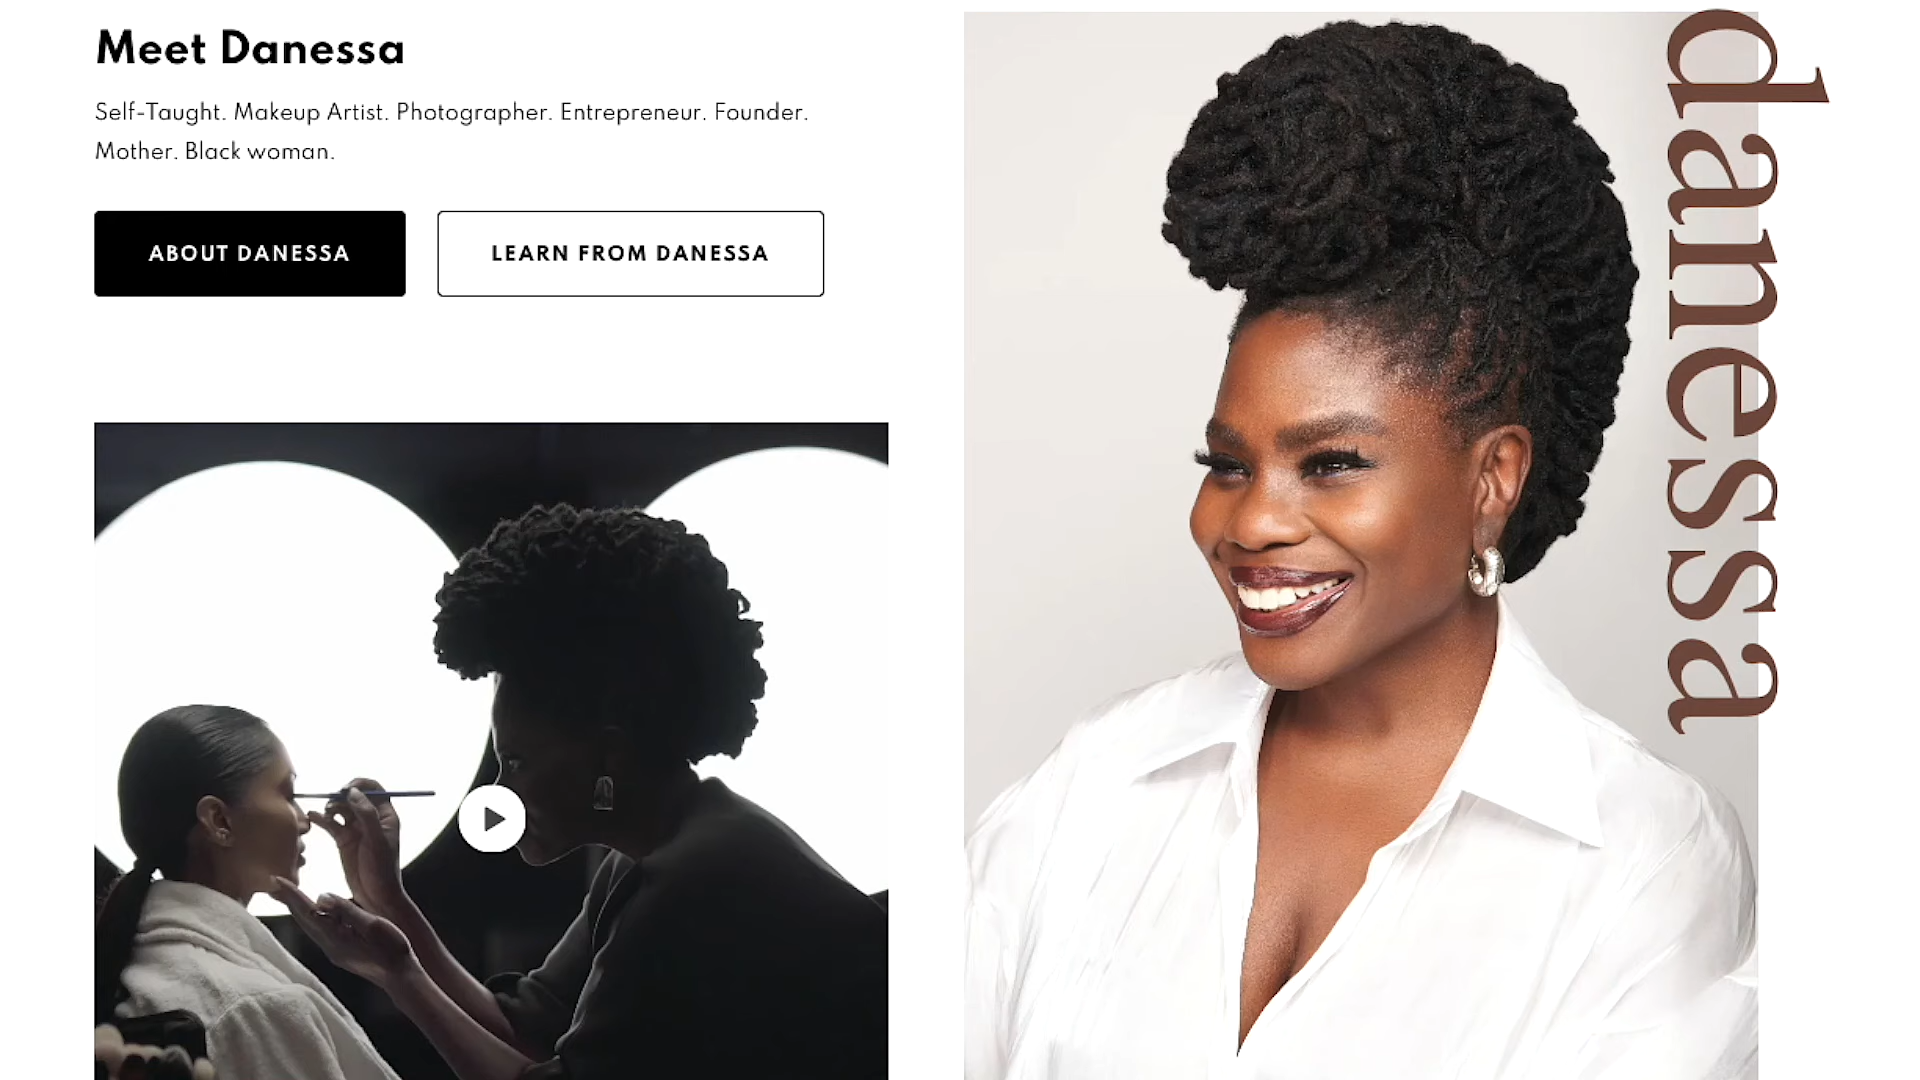 Meet Danessa
Self-Taught. Makeup Artist. Photographer. Entrepreneur. Founder.
Mother. Black woman.
ABOUT DANESSA
LEARN FROM DANESSA
danessa